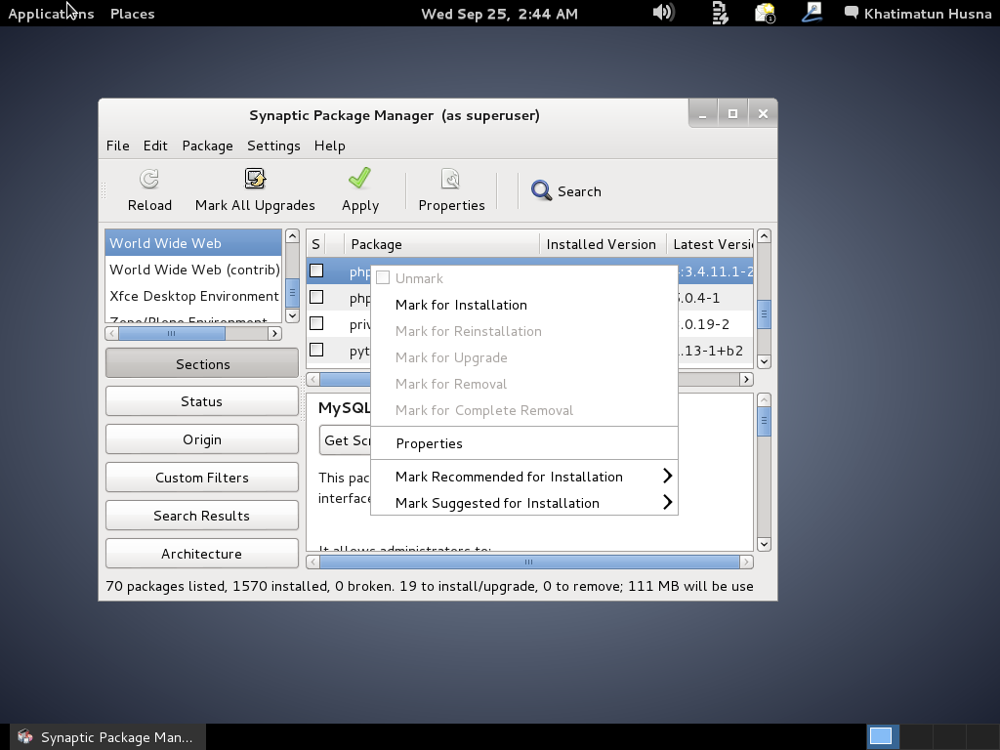 Applications Places Wed Sep 25, 2:44 AM 1 Khatimatun Husna
Synaptic Package Manager (as superuser)
File Edit Package Settings Help
Reload Mark All Upgrades Apply Properties Search
World Wide Web
World Wide Web (contrib)
Xfce Desktop Environment
Zope/Plone Environment
Sections
Status
Origin
Custom Filters
Search Results
Architecture
S Package Installed Version Latest Versi
php :3.4.11.1-2
php .0.4-1
priv .0.19-2
pyt .13-1+b2
Unmark
Mark for Installation
Mark for Reinstallation
Mark for Upgrade
Mark for Removal
Mark for Complete Removal
Properties
Mark Recommended for Installation
Mark Suggested for Installation
MySQL
Get Scr
This pac
interface
It allows administrators to:
70 packages listed, 1570 installed, 0 broken. 19 to install/upgrade, 0 to remove; 111 MB will be use
Synaptic Package Man...